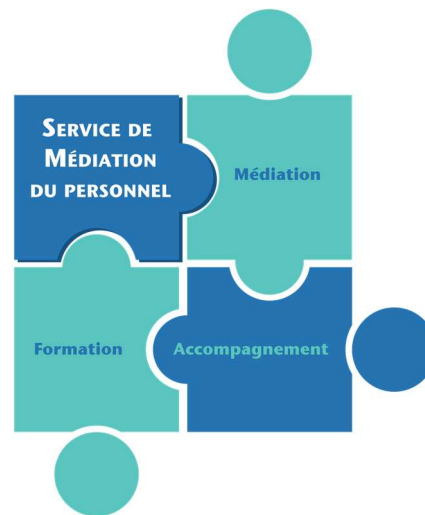 SERVICE DE
MÉDIATION
DU PERSONNEL
Médiation
Formation
Accompagnement